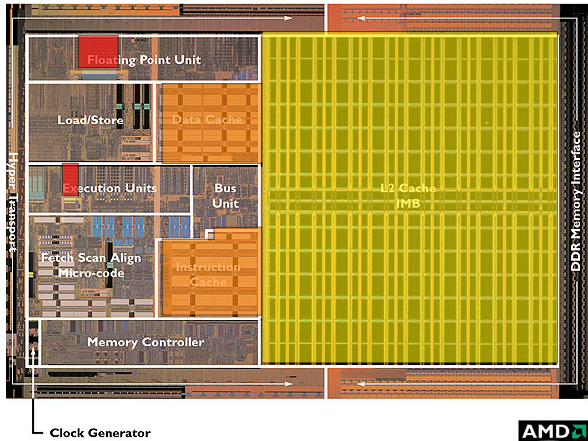 Floating Point Unit
Load/Store
Data Cache
Execution Units
Bus
Unit
L2 Cache
IMB
Hyper Transport
DDR Memory Interface
Fetch Scan Align
Micro-code
Instruction
Cache
Memory Controller
Clock Generator
AMD